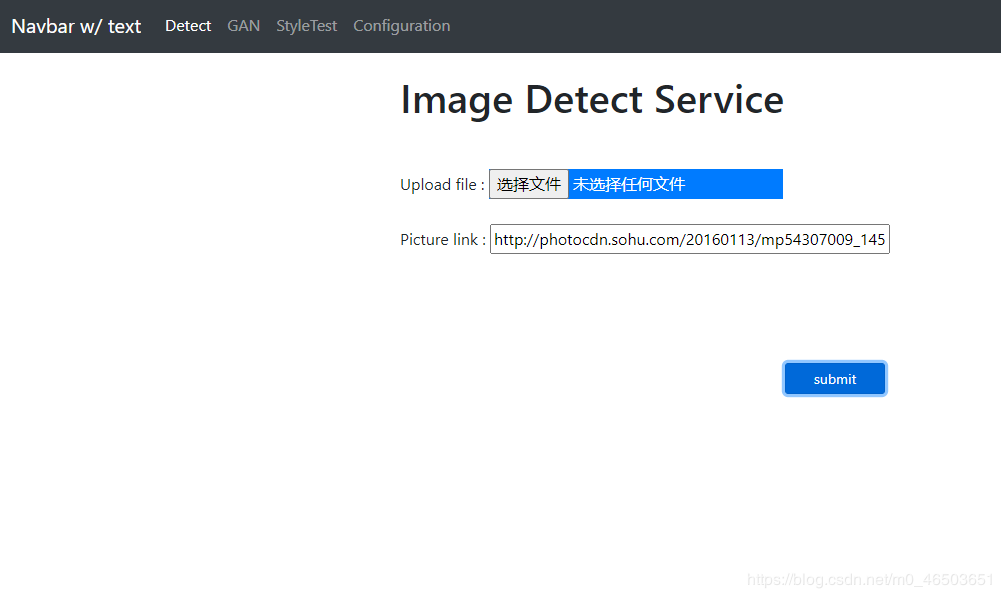 Navbar w/ text Detect GAN StyleTest Configuration
Image Detect Service
Upload file : 选择文件 未选择任何文件
Picture link : http://photocdn.sohu.com/20160113/mp54307009_145
submit
https://blog.csdn.net/m0_46503651